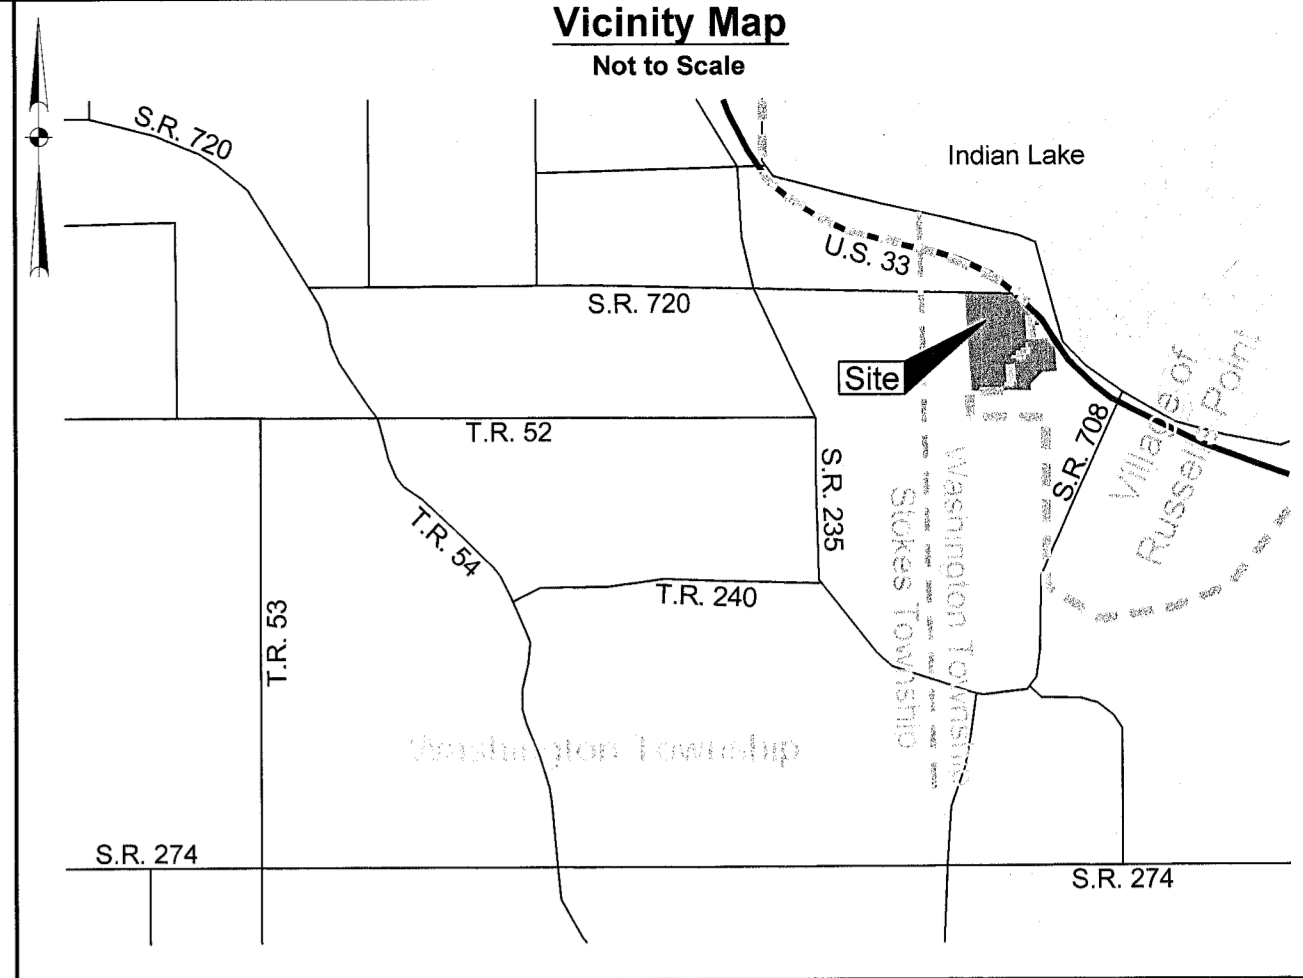 Vicinity Map
Not to Scale
S.R. 720
Indian Lake
U.S. 33
S.R. 720
Site
Village of
Russells Point
S.R. 708
T.R. 52
S.R. 235
Washington Township
Stokes Township
T.R. 54
T.R. 240
T.R. 53
Washington Township
S.R. 274
S.R. 274